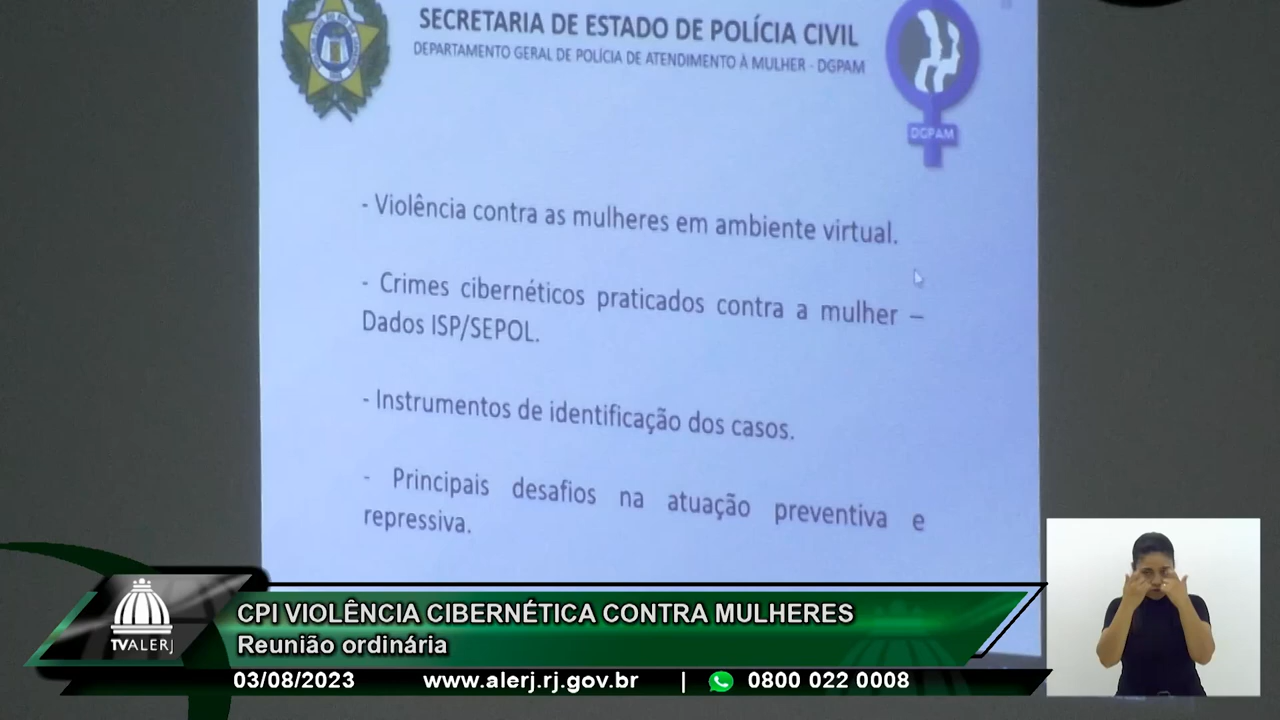 SECRETARIA DE ESTADO DE POLÍCIA CIVIL
DEPARTAMENTO GERAL DE POLÍCIA DE ATENDIMENTO À MULHER - DGPAM
DGPAM
- Violência contra as mulheres em ambiente virtual.
- Crimes cibernéticos praticados contra a mulher –
Dados ISP/SEPOL.
- Instrumentos de identificação dos casos.
- Principais desafios na atuação preventiva e
repressiva.
CPI VIOLÊNCIA CIBERNÉTICA CONTRA MULHERES
TVALERJ
Reunião ordinária
03/08/2023 www.alerj.rj.gov.br | 0800 022 0008